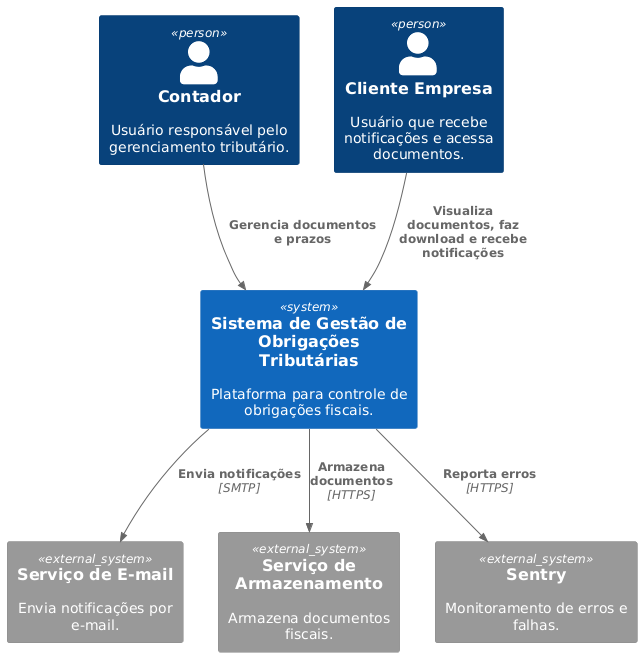 «person»
Contador
Usuário responsável pelo
gerenciamento tributário.
«person»
Cliente Empresa
Usuário que recebe
notificações e acessa
documentos.
Gerencia documentos
e prazos
Visualiza
documentos, faz
download e recebe
notificações
«system»
Sistema de Gestão de
Obrigações
Tributárias
Plataforma para controle de
obrigações fiscais.
Envia notificações
[SMTP]
Armazena
documentos
[HTTPS]
Reporta erros
[HTTPS]
«external_system»
Serviço de E-mail
Envia notificações por
e-mail.
«external_system»
Serviço de
Armazenamento
Armazena documentos
fiscais.
«external_system»
Sentry
Monitoramento de erros e
falhas.